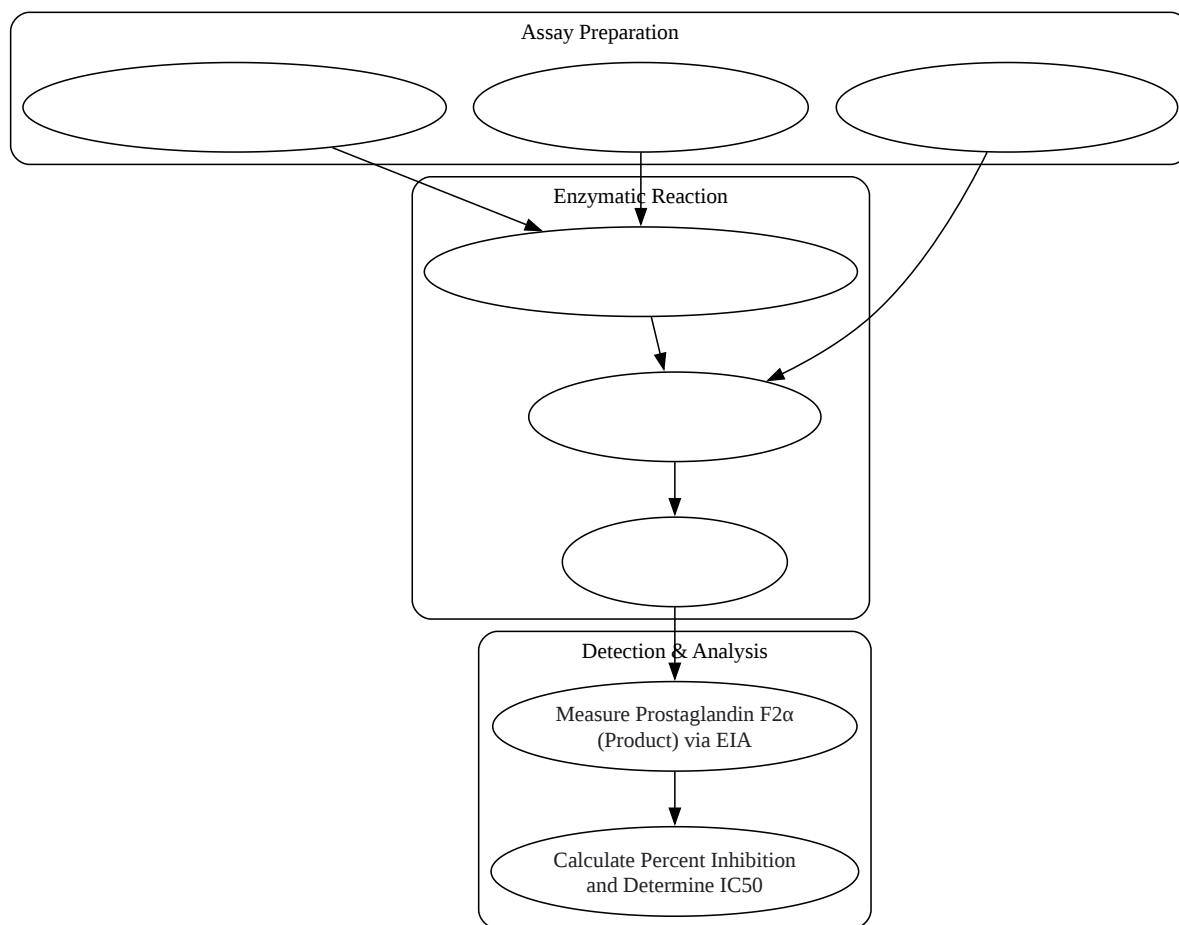 Assay Preparation
Enzymatic Reaction
Detection & Analysis
Measure Prostaglandin F2α
(Product) via EIA
Calculate Percent Inhibition
and Determine IC50